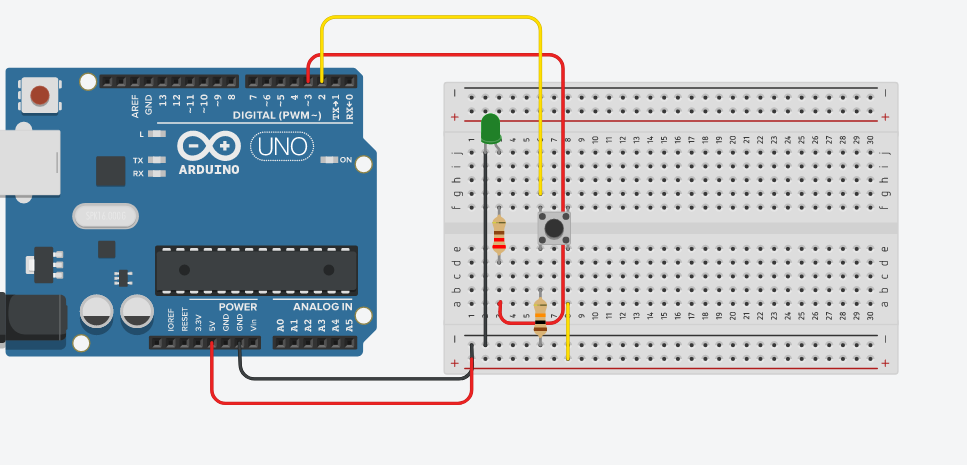 AREF
GND
13
12
~11
~10
~9
8
7
~6
~5
4
~3
2
TX→1
RX←0
DIGITAL (PWM~)
L
TX
RX
ARDUINO
UNO
ON
POWER
ANALOG IN
IOREF
RESET
3.3V
5V
GND
GND
Vin
A0
A1
A2
A3
A4
A5
− −
+ +
1 2 3 4 5 6 7 8 9 10 11 12 13 14 15 16 17 18 19 20 21 22 23 24 25 26 27 28 29 30
j j
i i
h h
g g
f f
e e
d d
c c
b b
a a
1 2 3 4 5 6 7 8 9 10 11 12 13 14 15 16 17 18 19 20 21 22 23 24 25 26 27 28 29 30
− −
+ +